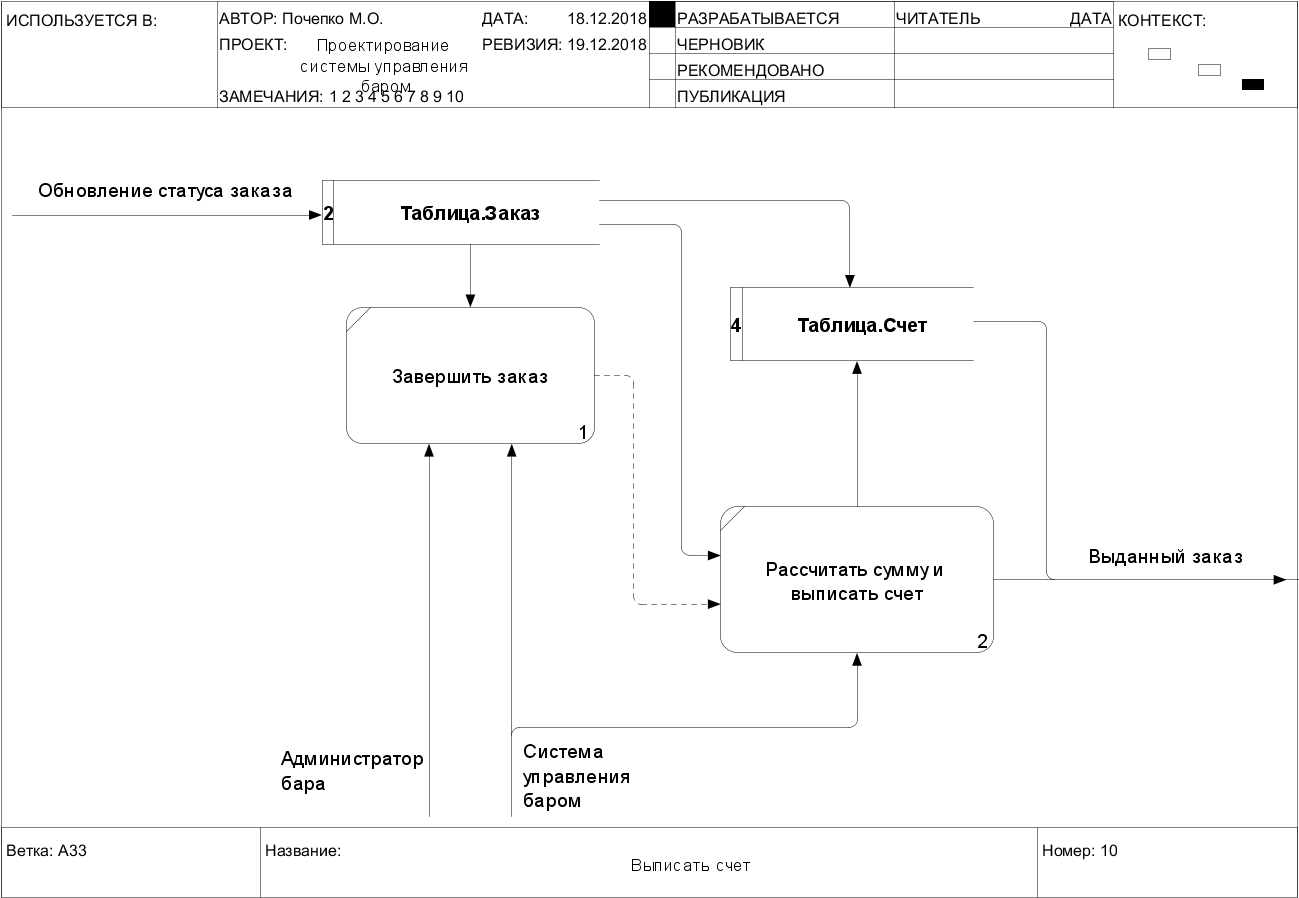 ИСПОЛЬЗУЕТСЯ В:
АВТОР: Почепко М.О.
ДАТА: 18.12.2018
РАЗРАБАТЫВАЕТСЯ
ЧИТАТЕЛЬ
ДАТА
КОНТЕКСТ:
ПРОЕКТ: Проектирование
системы управления
баром
РЕВИЗИЯ: 19.12.2018
ЧЕРНОВИК
РЕКОМЕНДОВАНО
ЗАМЕЧАНИЯ: 1 2 3 4 5 6 7 8 9 10
ПУБЛИКАЦИЯ
Обновление статуса заказа
2
Таблица.Заказ
4
Таблица.Счет
Завершить заказ
1
Выданный заказ
Рассчитать сумму и
выписать счет
2
Администратор
бара
Система
управления
баром
Ветка: A33
Название:
Выписать счет
Номер: 10